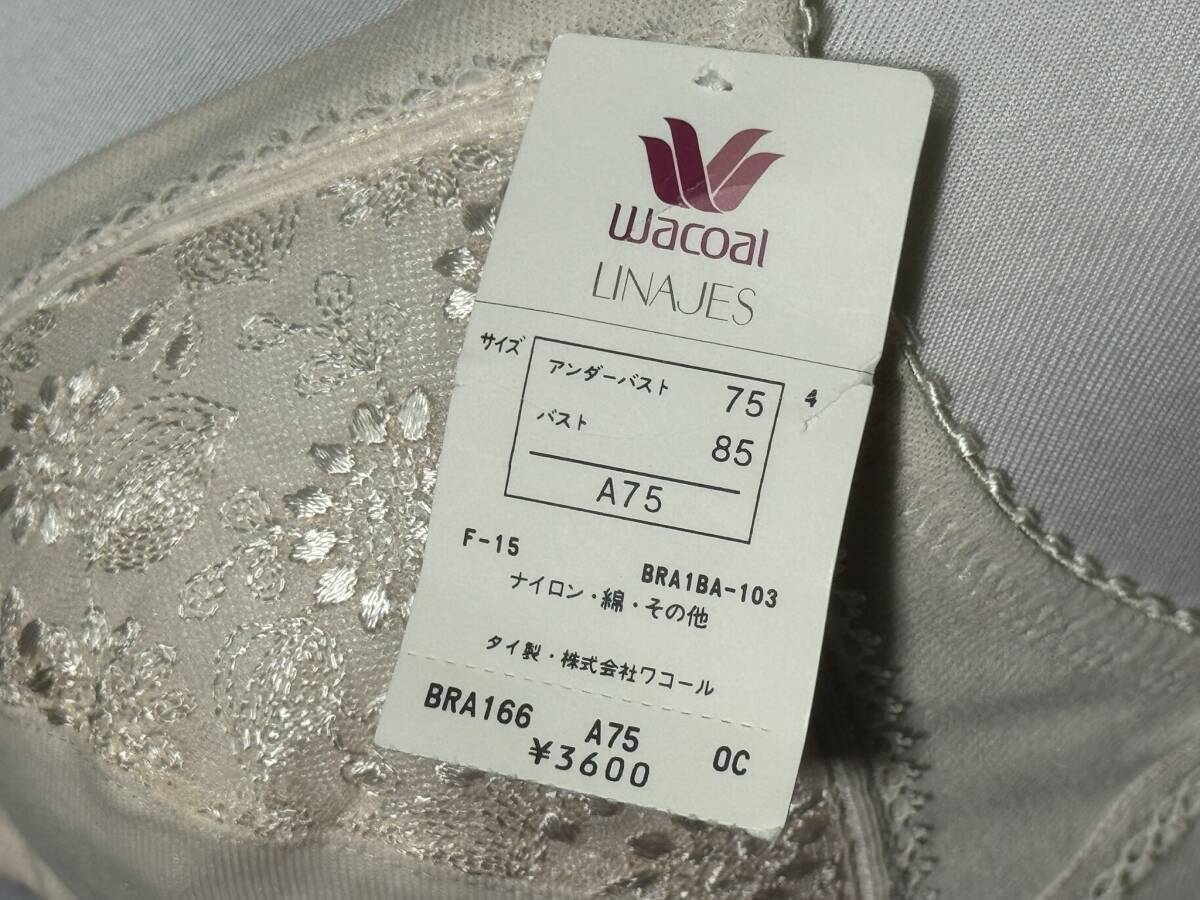 Wacoal
LINAJES
サイズ
アンダーバスト 75
バスト 85
A75
4
F-15
BRA1BA-103
ナイロン・綿・その他
タイ製・株式会社ワコール
BRA166 A75 OC
¥3600